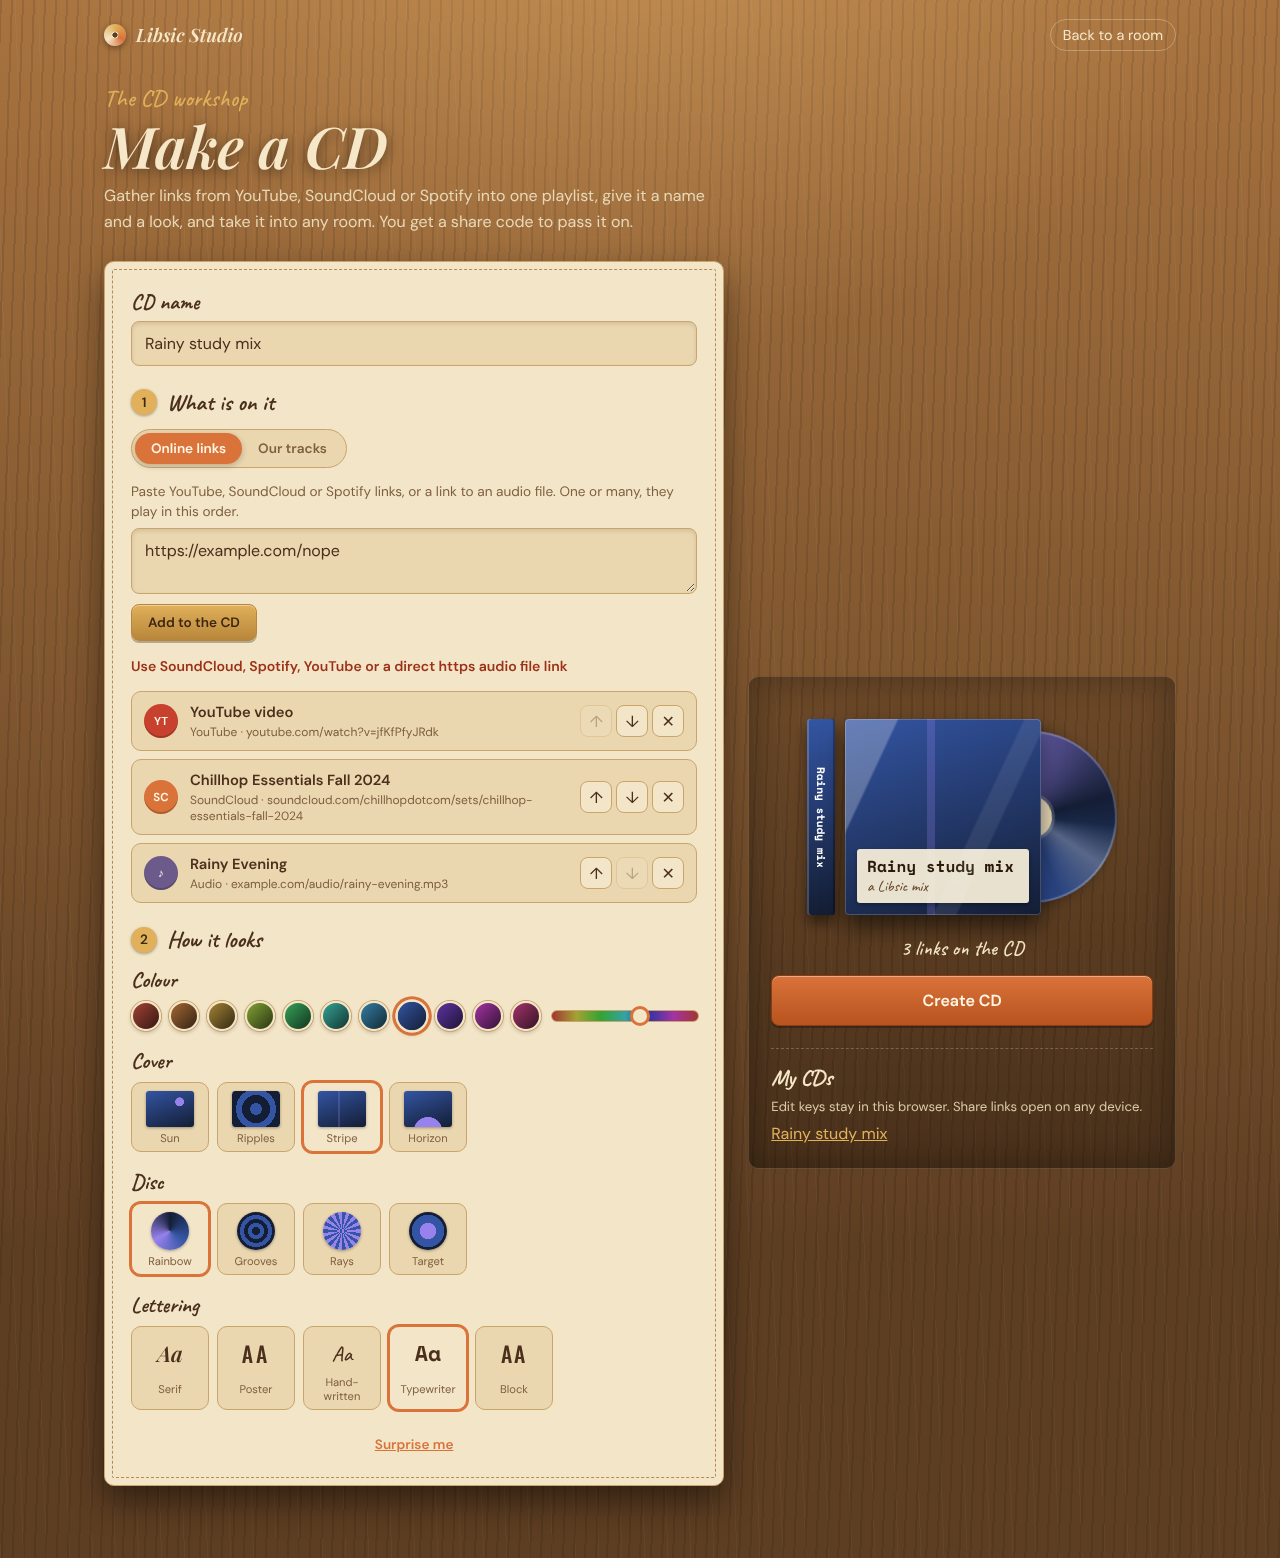 Libsic Studio
Back to a room
The CD workshop
Make a CD
Gather links from YouTube, SoundCloud or Spotify into one playlist, give it a name
and a look, and take it into any room. You get a share code to pass it on.
CD name
Rainy study mix
1 What is on it
Online links
Our tracks
Paste YouTube, SoundCloud or Spotify links, or a link to an audio file. One or many, they
play in this order.
https://example.com/nope
Add to the CD
Use SoundCloud, Spotify, YouTube or a direct https audio file link
YT
YouTube video
YouTube · youtube.com/watch?v=jfKfPfyJRdk
↑ ↓ ✕
SC
Chillhop Essentials Fall 2024
SoundCloud · soundcloud.com/chillhopdotcom/sets/chillhop-
essentials-fall-2024
↑ ↓ ✕
♪
Rainy Evening
Audio · example.com/audio/rainy-evening.mp3
↑ ↓ ✕
2 How it looks
Colour
Cover
Sun
Ripples
Stripe
Horizon
Disc
Rainbow
Grooves
Rays
Target
Lettering
Aa
Serif
AA
Poster
Aa
Hand-
written
Aa
Typewriter
AA
Block
Surprise me
Rainy study mix
Rainy study mix
a Libsic mix
3 links on the CD
Create CD
My CDs
Edit keys stay in this browser. Share links open on any device.
Rainy study mix